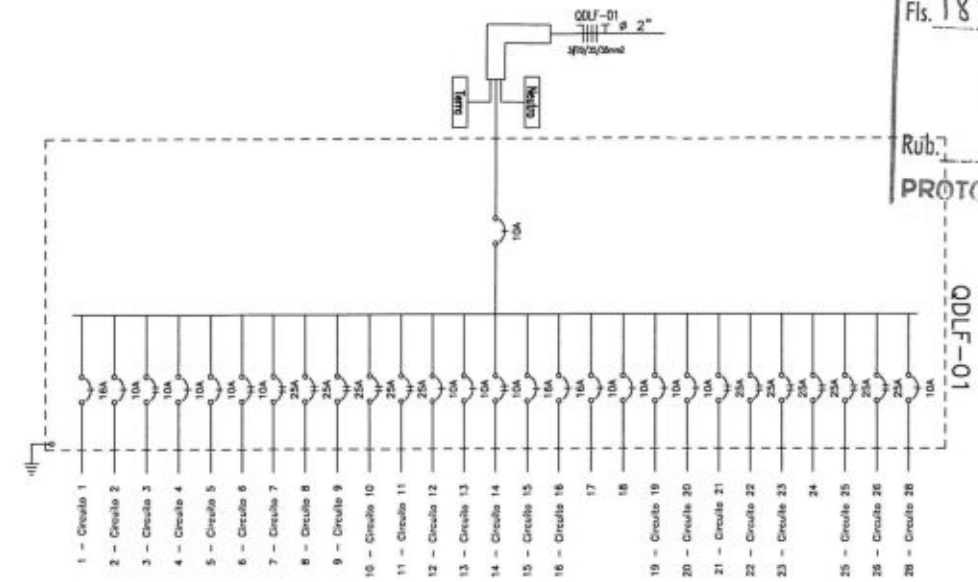 Fls. 18
Rub.
PROTO
QDLF-01
ø 2"
Terra
Neutro
10A
QDLF-01
16A
10A
10A
10A
10A
10A
25A
25A
25A
25A
25A
10A
10A
10A
16A
16A
10A
10A
10A
10A
25A
25A
25A
25A
25A
25A
10A
1 - Circuito 1
2 - Circuito 2
3 - Circuito 3
4 - Circuito 4
5 - Circuito 5
6 - Circuito 6
7 - Circuito 7
8 - Circuito 8
9 - Circuito 9
10 - Circuito 10
11 - Circuito 11
12 - Circuito 12
13 - Circuito 13
14 - Circuito 14
15 - Circuito 15
16 - Circuito 16
17
18
19 - Circuito 19
20 - Circuito 20
21 - Circuito 21
22 - Circuito 22
23 - Circuito 23
24
25 - Circuito 25
26 - Circuito 26
28 - Circuito 28